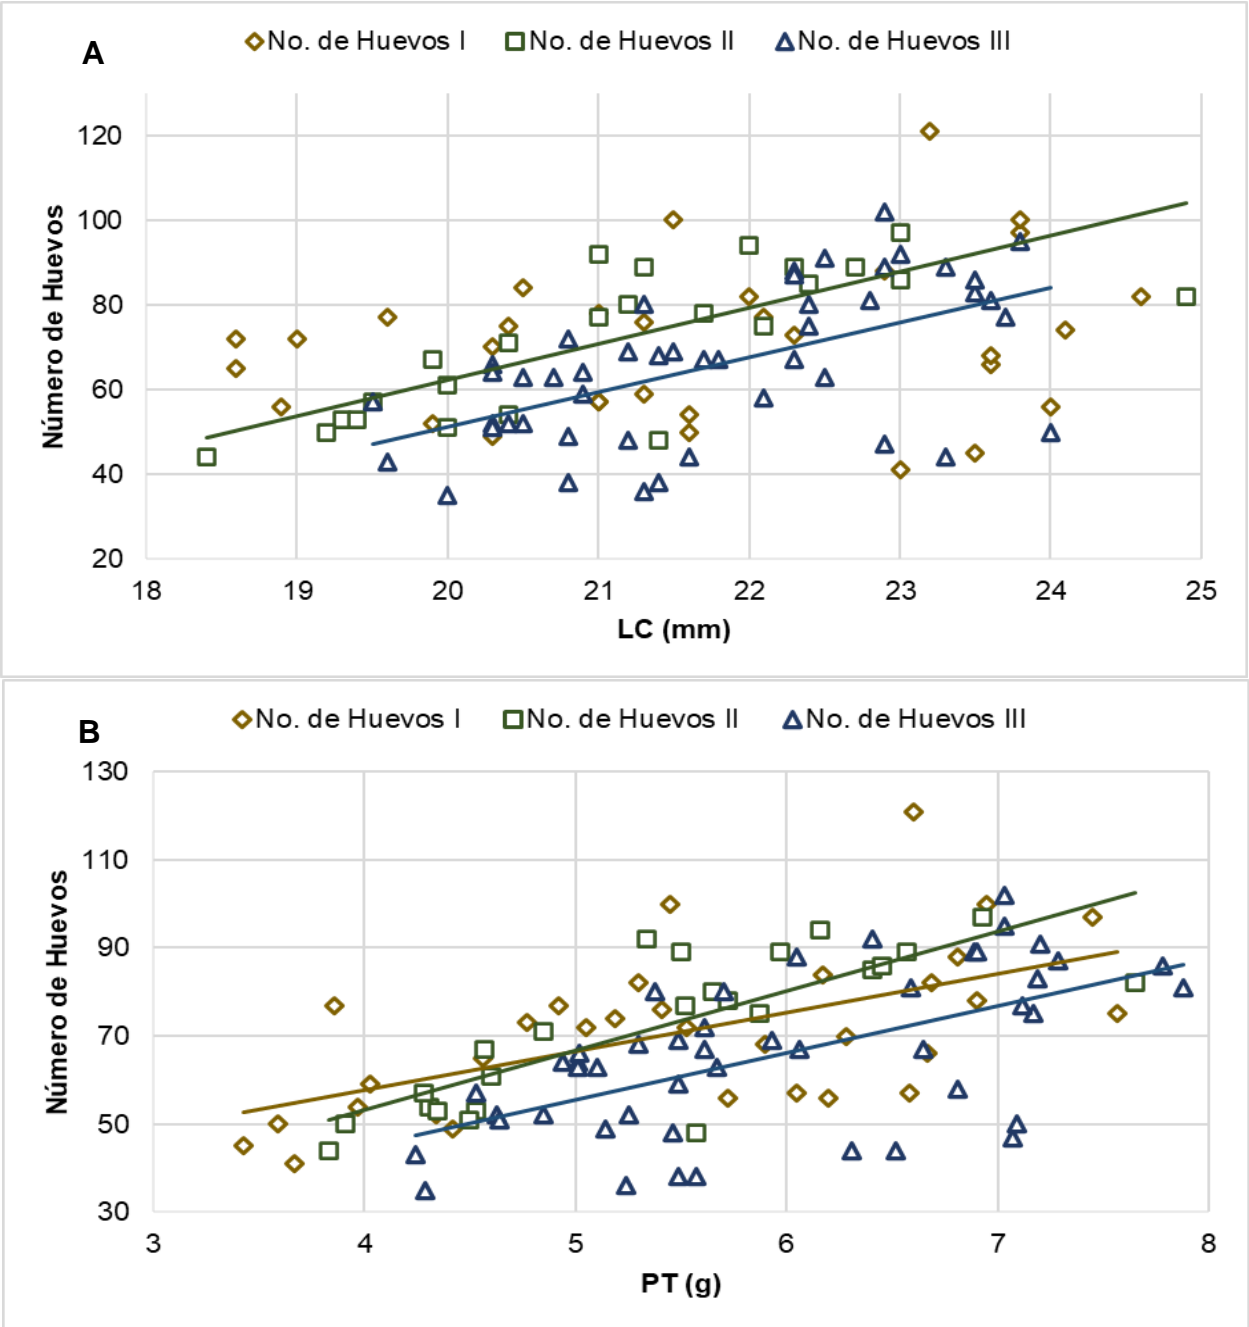 A
No. de Huevos I No. de Huevos II No. de Huevos III
Número de Huevos
120
100
80
60
40
20
18 19 20 21 22 23 24 25
LC (mm)
B
No. de Huevos I No. de Huevos II No. de Huevos III
Número de Huevos
130
110
90
70
50
30
3 4 5 6 7 8
PT (g)